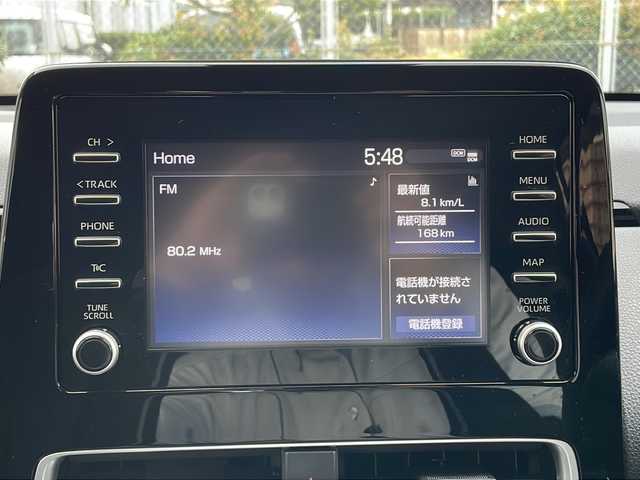 CH >
< TRACK
PHONE
T:C
TUNE
SCROLL
Home
5:48
DCM
DCM
FM
80.2 MHz
最新値
8.1 km/L
航続可能距離
168 km
電話機が接続さ
れていません
電話機登録
HOME
MENU
AUDIO
MAP
POWER
VOLUME